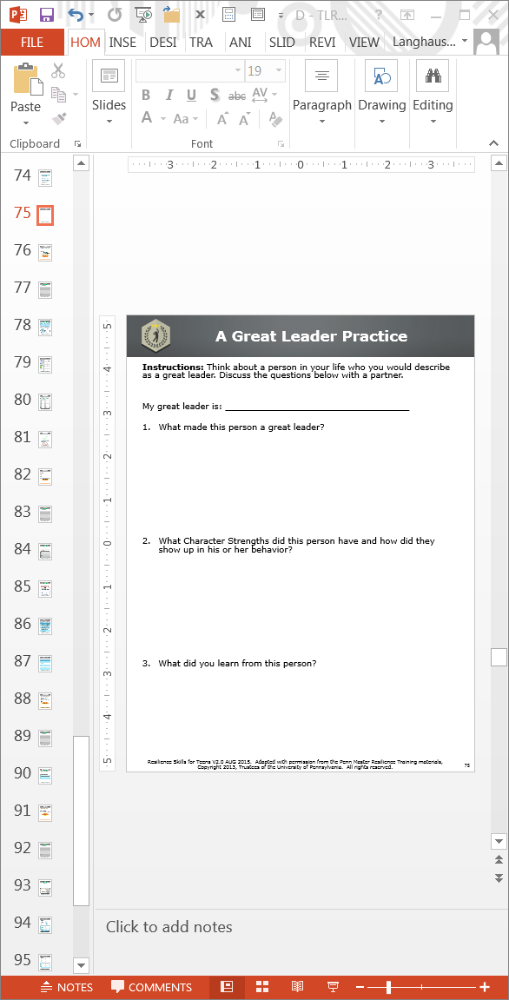 D - TLR...
?
FILE
HOM
INSE
DESI
TRA
ANI
SLID
REVI
VIEW
Langhaus...
19
Paste
Slides
B I U S abc AV
A Aa A A
Paragraph
Drawing
Editing
Clipboard
Font
3 2 1 0 1 2 3
74
75
76
77
78
79
80
81
82
83
84
85
86
87
88
89
90
91
92
93
94
95
5
4
3
2
1
0
1
2
3
4
5
A Great Leader Practice
Instructions: Think about a person in your life who you would describe
as a great leader. Discuss the questions below with a partner.
My great leader is: ________________________________________
1. What made this person a great leader?
2. What Character Strengths did this person have and how did they
show up in his or her behavior?
3. What did you learn from this person?
Resilience Skills for Teens V2.0 AUG 2015. Adapted with permission from the Penn Master Resilience Training materials,
Copyright 2013, Trustees of the University of Pennsylvania. All rights reserved.
75
Click to add notes
NOTES
COMMENTS